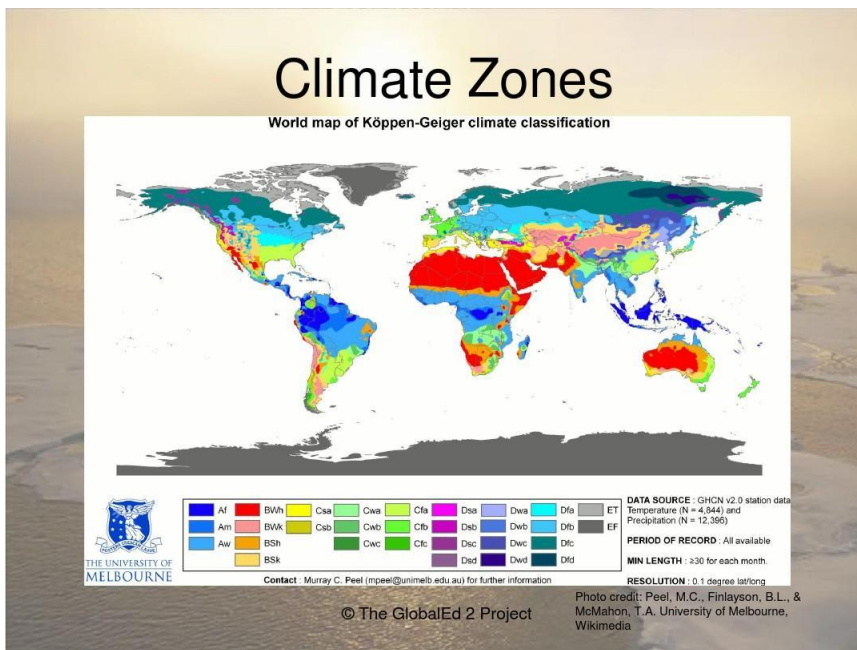 Climate Zones
World map of Köppen-Geiger climate classification
Af BWh Csa Cwa Cfa Dsa Dwa Dfa ET
Am BWk Csb Cwb Cfb Dsb Dwb Dfb EF
Aw BSh Cwc Cfc Dsc Dwc Dfc
BSk Dsd Dwd Dfd
DATA SOURCE : GHCN v2.0 station data
Temperature (N = 4,844) and
Precipitation (N = 12,396)
PERIOD OF RECORD : All available
MIN LENGTH : ≥30 for each month.
RESOLUTION : 0.1 degree lat/long
THE UNIVERSITY OF
MELBOURNE
Contact : Murray C. Peel (mpeel@unimelb.edu.au) for further information
© The GlobalEd 2 Project
Photo credit: Peel, M.C., Finlayson, B.L., &
McMahon, T.A. University of Melbourne,
Wikimedia